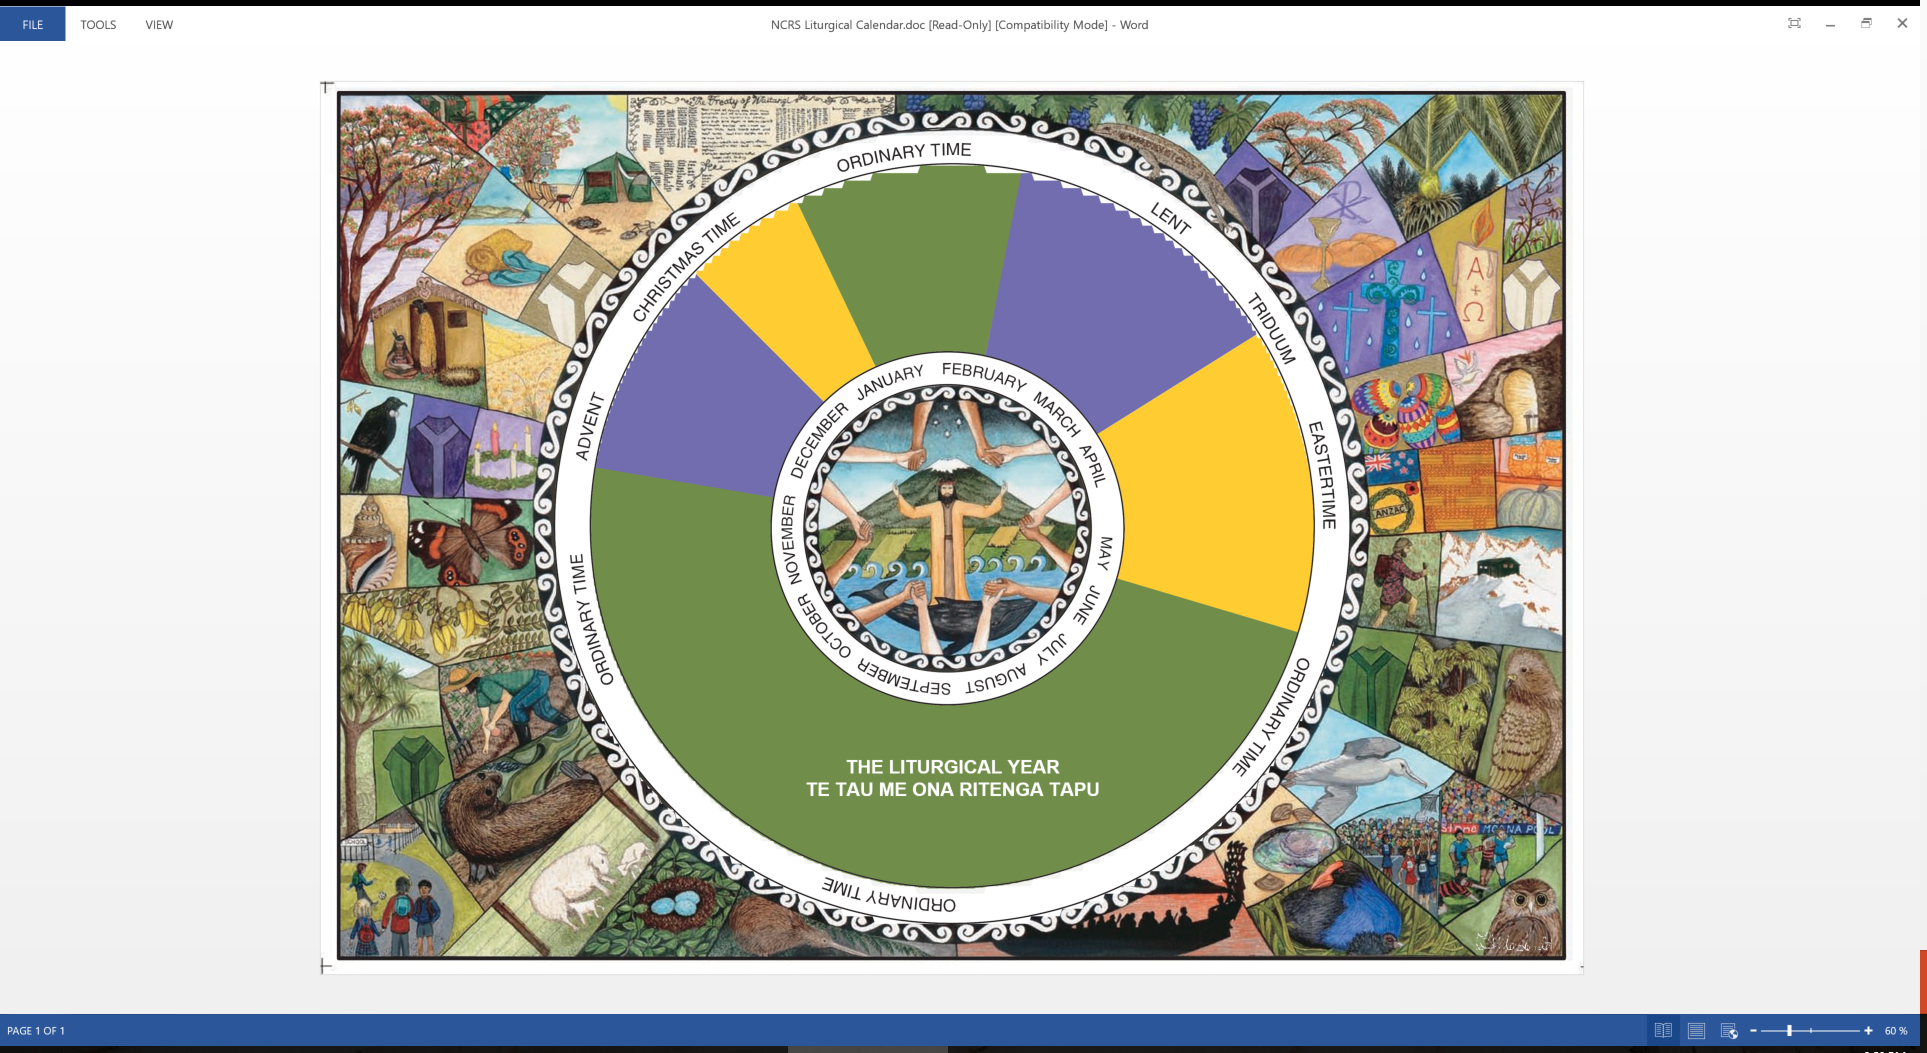 FILE TOOLS VIEW
NCRS Liturgical Calendar.doc [Read-Only] [Compatibility Mode] - Word
The Treaty of Waitangi
ORDINARY TIME
LENT
TRIDUUM
EASTERTIME
ORDINARY TIME
ORDINARY TIME
ORDINARY TIME
ADVENT
CHRISTMAS TIME
JANUARY
FEBRUARY
MARCH
APRIL
MAY
JUNE
JULY
AUGUST
SEPTEMBER
OCTOBER
NOVEMBER
DECEMBER
A
+
Ω
ANZAC
SCHOOL
MOANA POOL
THE LITURGICAL YEAR
TE TAU ME ONA RITENGA TAPU
PAGE 1 OF 1
60 %